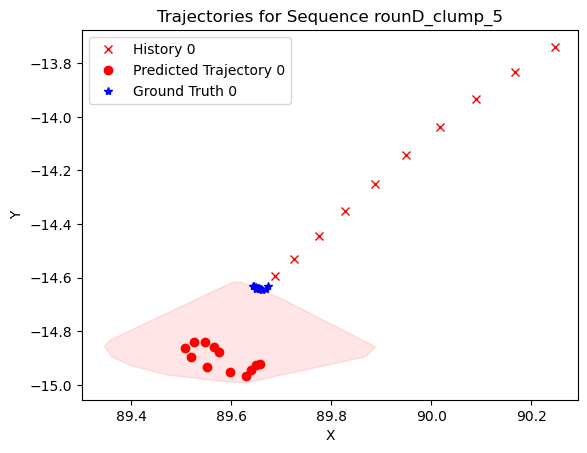 Trajectories for Sequence rounD_clump_5
History 0
Predicted Trajectory 0
Ground Truth 0
−13.8
−14.0
−14.2
−14.4
−14.6
−14.8
−15.0
Y
89.4 89.6 89.8 90.0 90.2
X